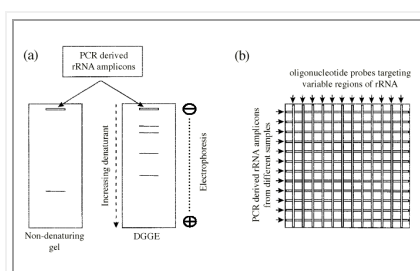 (a)
PCR derived
rRNA amplicons
Increasing denaturant
Electrophoresis
Non-denaturing
gel
DGGE
(b)
oligonucleotide probes targeting
variable regions of rRNA
PCR derived rRNA amplicons
from different samples